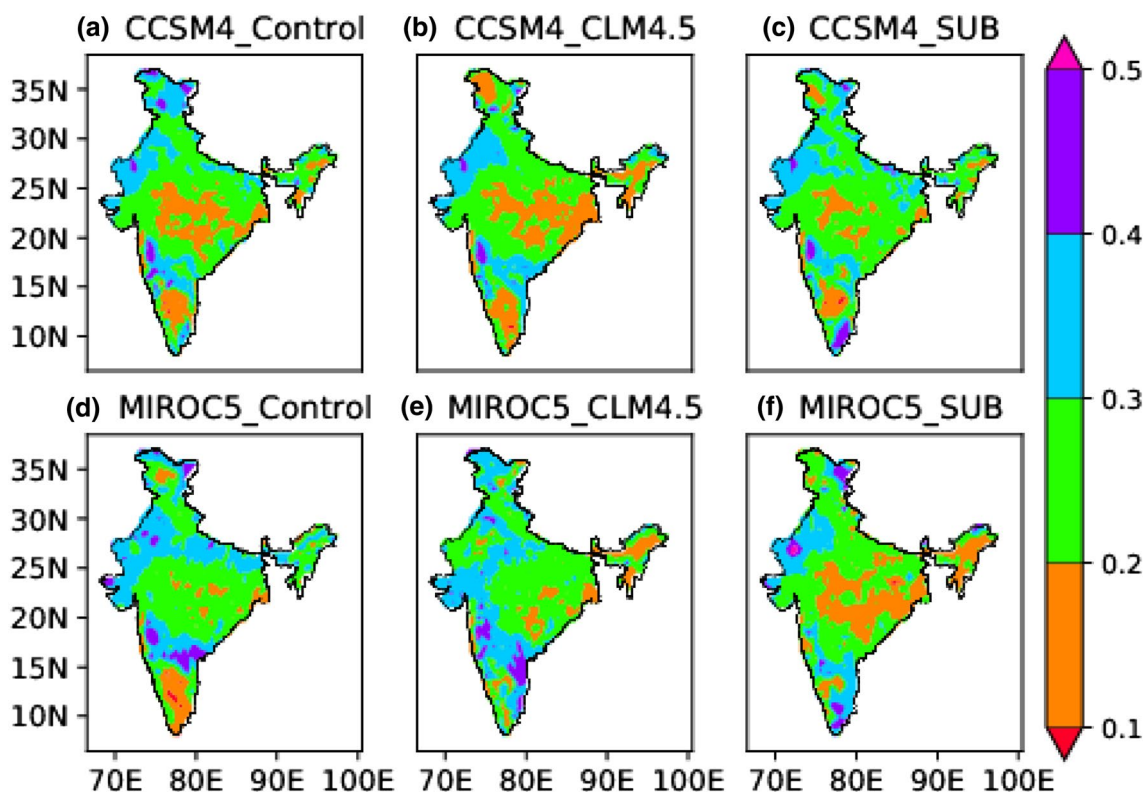 (a) CCSM4_Control
(b) CCSM4_CLM4.5
(c) CCSM4_SUB
35N
30N
25N
20N
15N
10N
(d) MIROC5_Control
(e) MIROC5_CLM4.5
(f) MIROC5_SUB
35N
30N
25N
20N
15N
10N
70E 80E 90E 100E
70E 80E 90E 100E
70E 80E 90E 100E
0.5
0.4
0.3
0.2
0.1